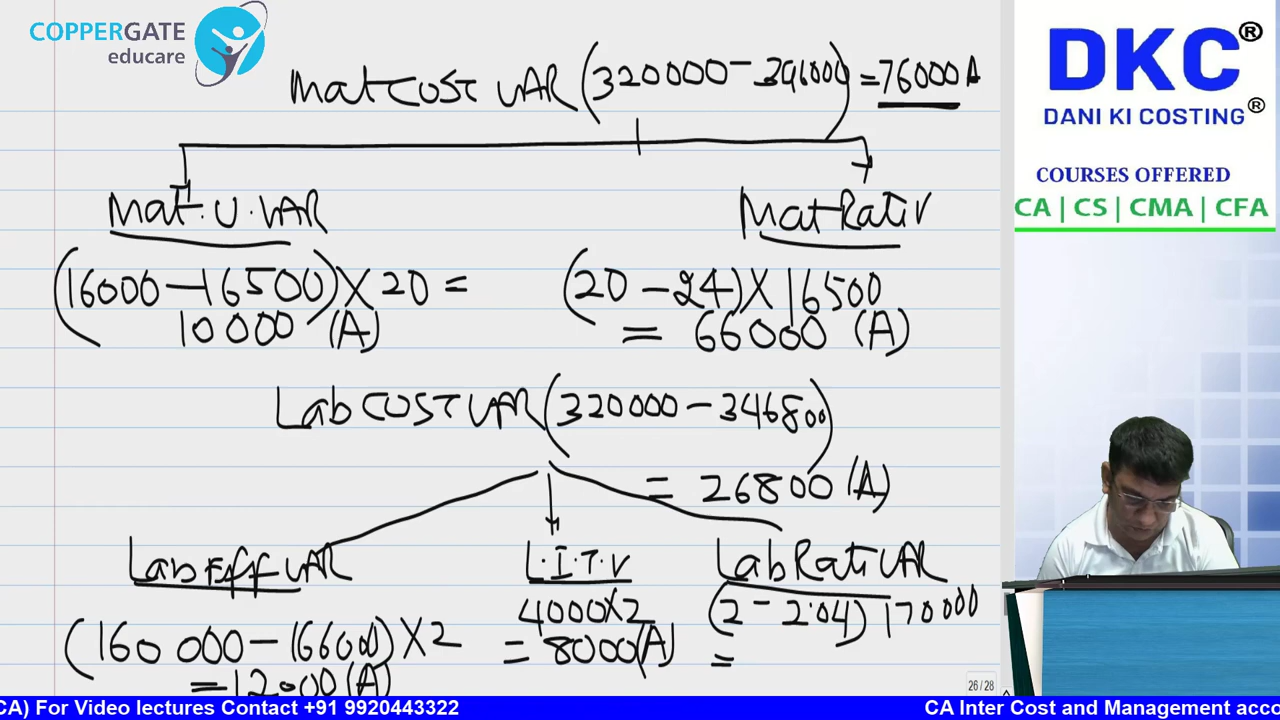 COPPERGATE
educare
Mat COST VAR (320000 - 396000) = 76000 A
Mat. U. VAR
(16000 - 16500) X 20 =
10000 (A)
Mat Rate V
(20 - 24) X 16500
= 66000 (A)
Lab COST VAR (320000 - 346800)
= 26800 (A)
Lab Eff VAR
(160 000 - 166000) X 2
= 12000 (A)
L.I.T.V
4000 X 2
= 8000 (A)
Lab Rate VAR
(2 - 2.04) 170000
=
26 / 28
DKC®
DANI KI COSTING®
COURSES OFFERED
CA | CS | CMA | CFA
CA) For Video lectures Contact +91 9920443322
CA Inter Cost and Management acco